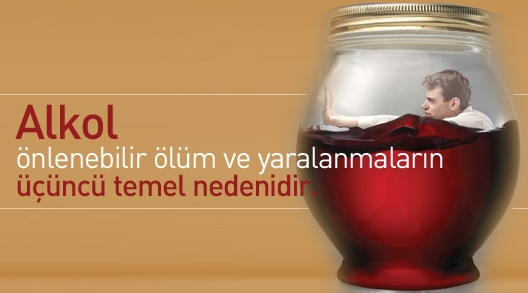 Alkol
önlenebilir ölüm ve yaralanmaların
üçüncü temel nedenidir.